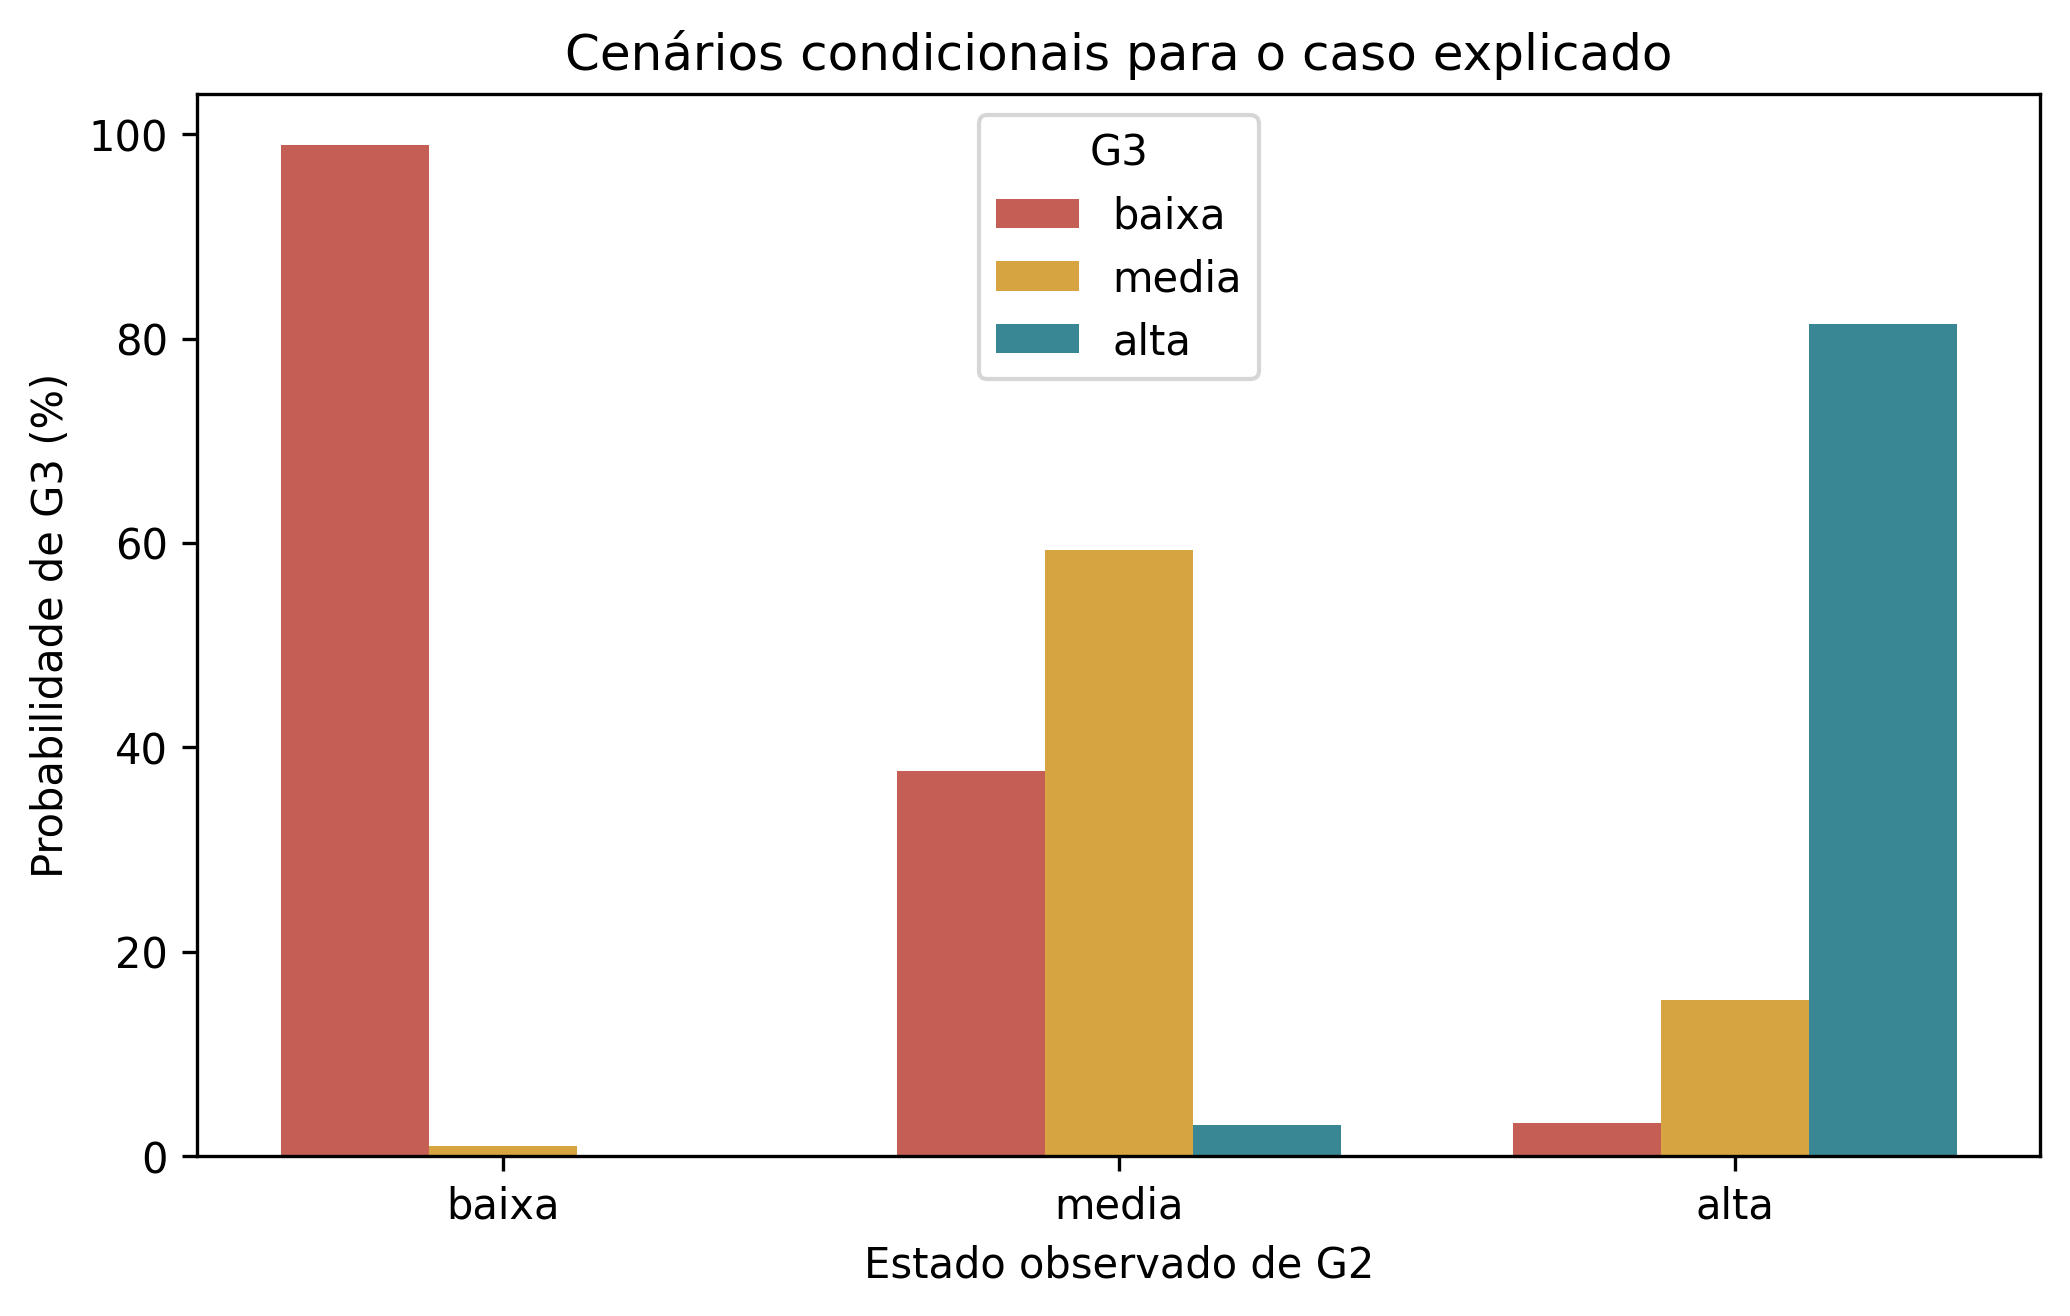 Cenários condicionais para o caso explicado
G3
baixa
media
alta
Probabilidade de G3 (%)
100
80
60
40
20
0
baixa
media
alta
Estado observado de G2